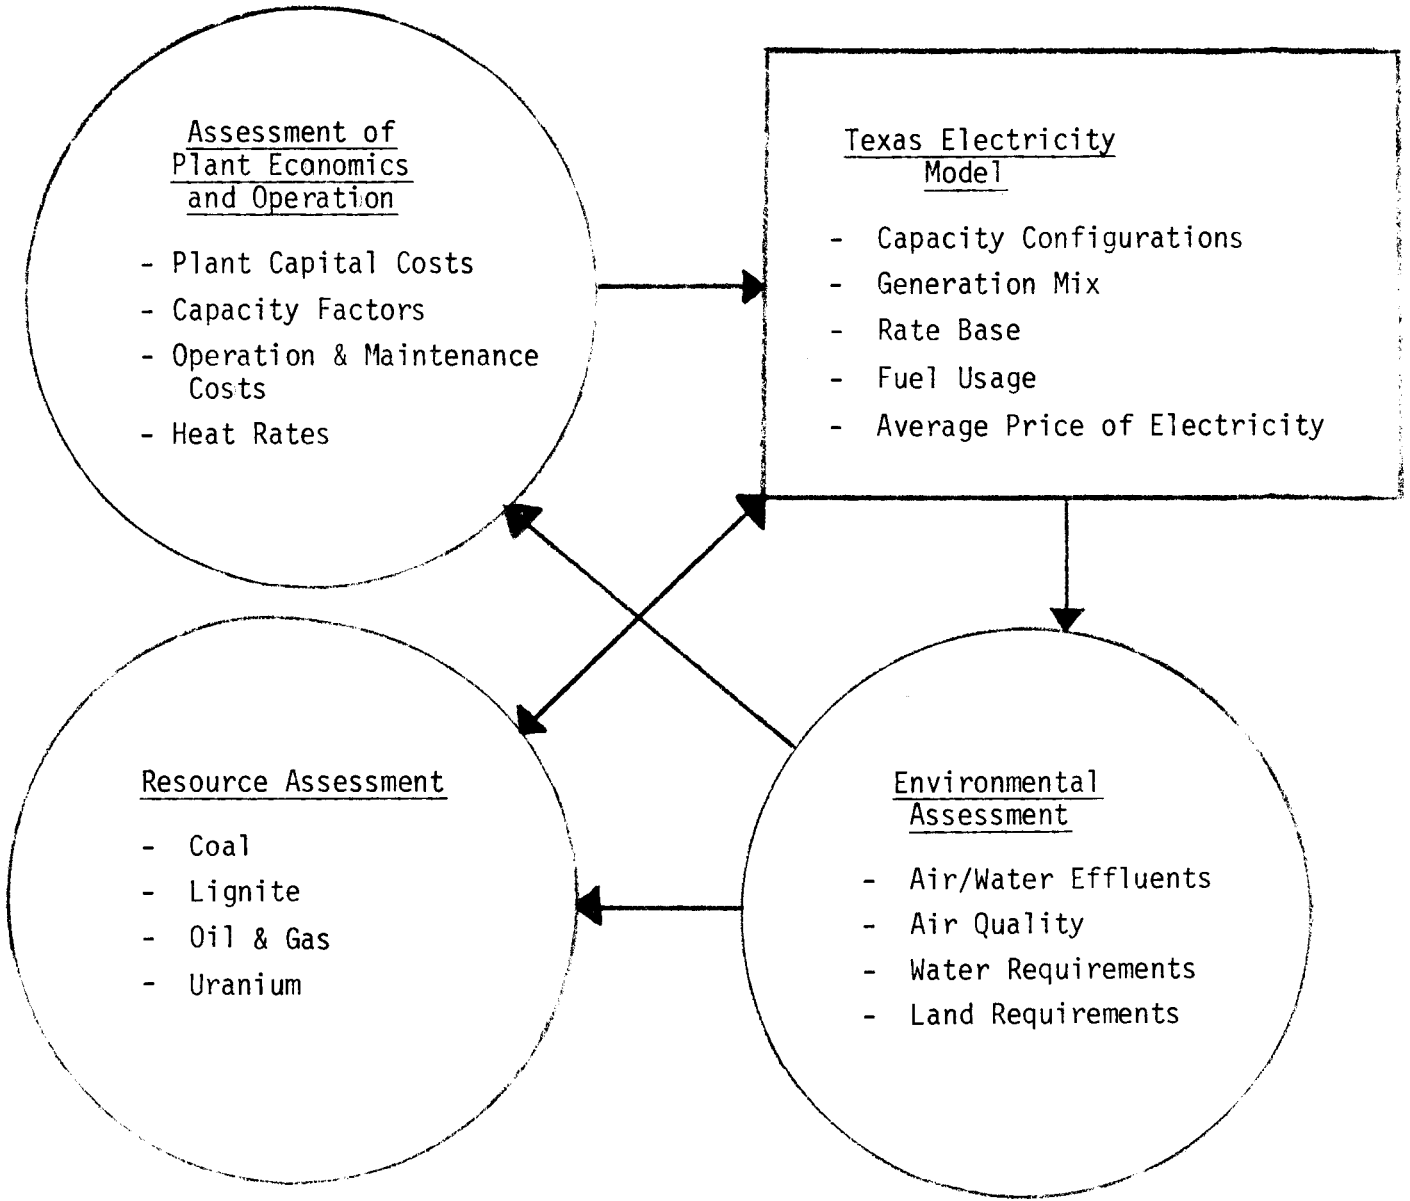 Assessment of
Plant Economics
and Operation
- Plant Capital Costs
- Capacity Factors
- Operation & Maintenance
Costs
- Heat Rates
Texas Electricity
Model
- Capacity Configurations
- Generation Mix
- Rate Base
- Fuel Usage
- Average Price of Electricity
Resource Assessment
- Coal
- Lignite
- Oil & Gas
- Uranium
Environmental
Assessment
- Air/Water Effluents
- Air Quality
- Water Requirements
- Land Requirements